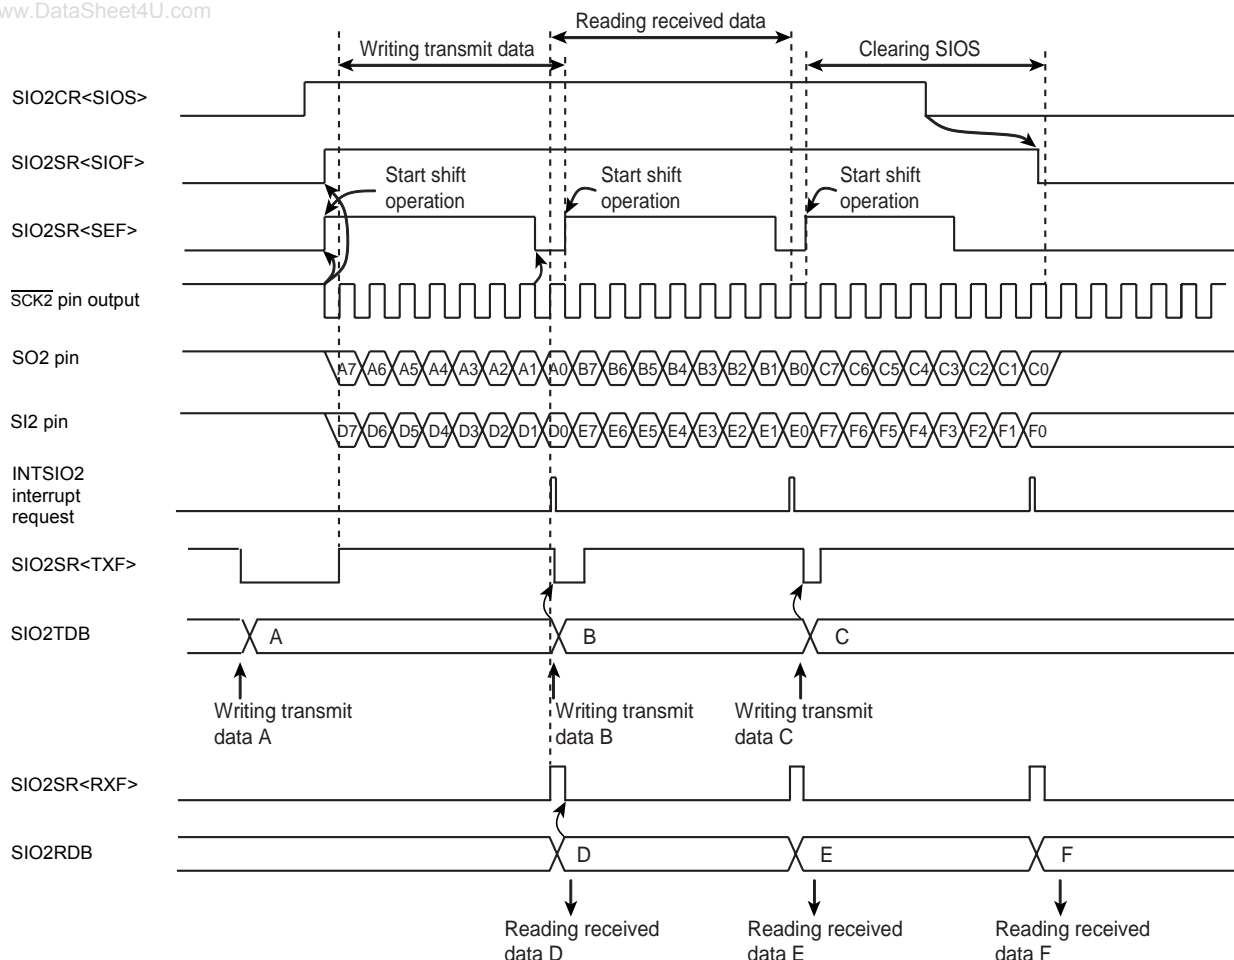 www.DataSheet4U.com
Reading received data
Writing transmit data
Clearing SIOS
SIO2CR<SIOS>
SIO2SR<SIOF>
Start shift
operation
Start shift
operation
Start shift
operation
SIO2SR<SEF>
SCK2 pin output
SO2 pin
A7 A6 A5 A4 A3 A2 A1 A0 B7 B6 B5 B4 B3 B2 B1 B0 C7 C6 C5 C4 C3 C2 C1 C0
SI2 pin
D7 D6 D5 D4 D3 D2 D1 D0 E7 E6 E5 E4 E3 E2 E1 E0 F7 F6 F5 F4 F3 F2 F1 F0
INTSIO2
interrupt
request
SIO2SR<TXF>
SIO2TDB
A B C
Writing transmit
data A
Writing transmit
data B
Writing transmit
data C
SIO2SR<RXF>
SIO2RDB
D E F
Reading received
data D
Reading received
data E
Reading received
data F